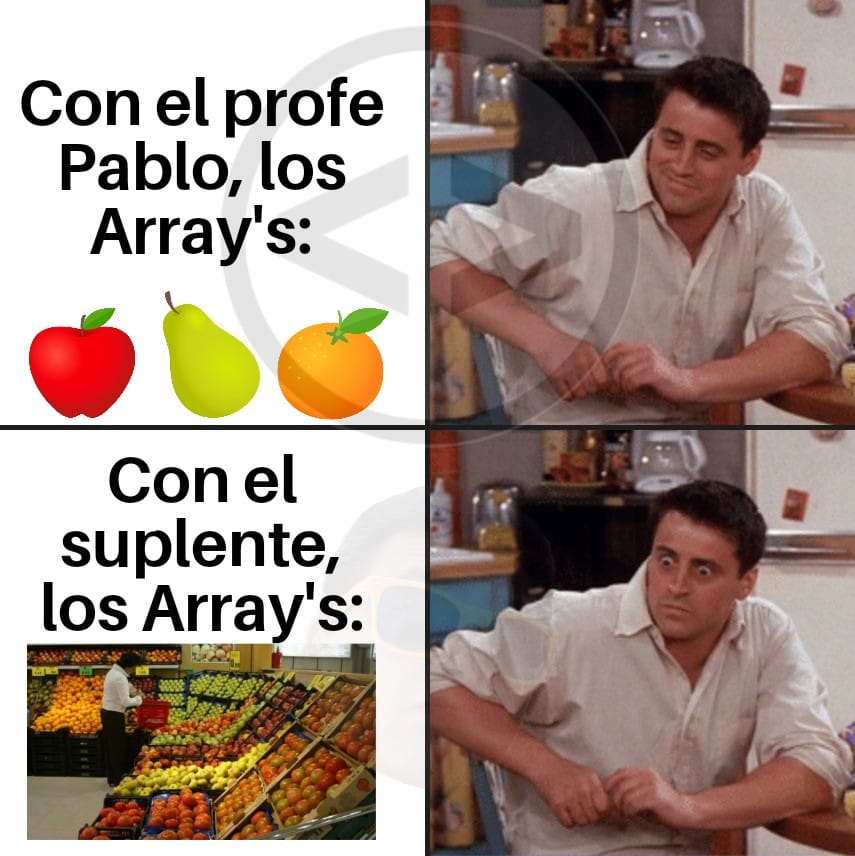 Con el profe
Pablo, los
Array's:
Con el
suplente,
los Array's: